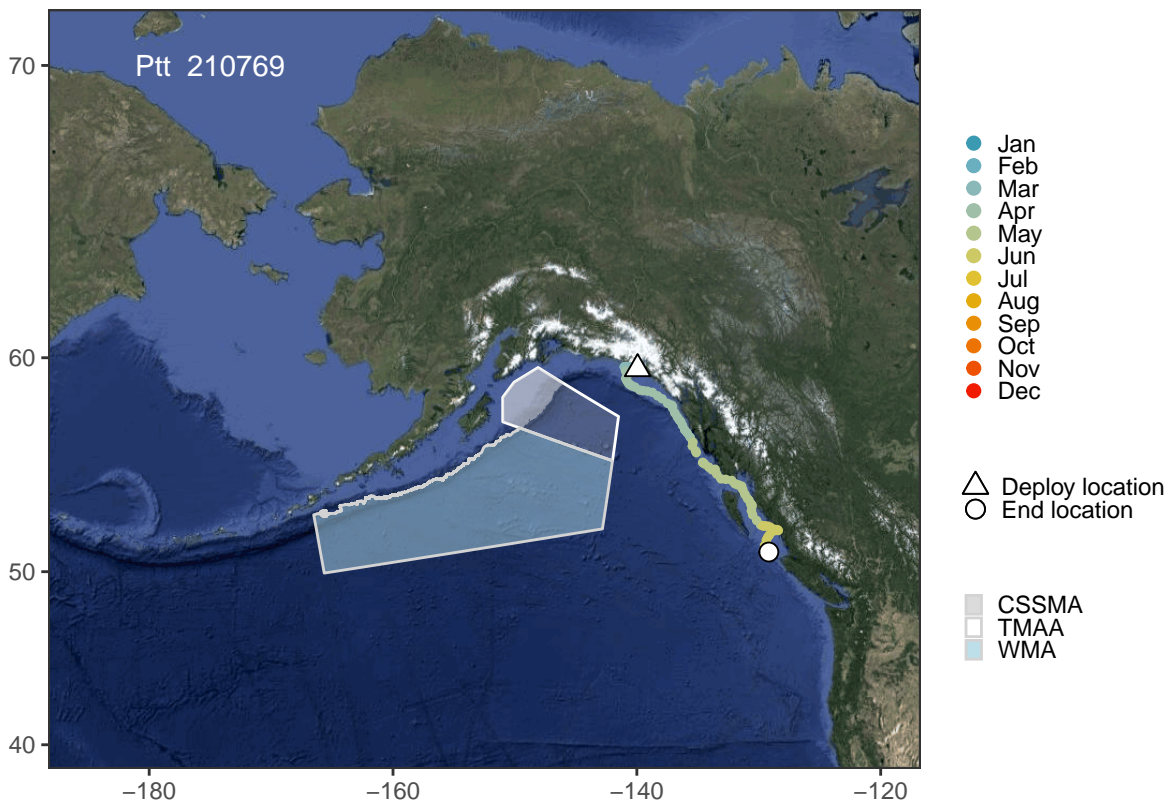 Ptt 210769
70
60
50
40
−180
−160
−140
−120
Jan
Feb
Mar
Apr
May
Jun
Jul
Aug
Sep
Oct
Nov
Dec
Deploy location
End location
CSSMA
TMAA
WMA